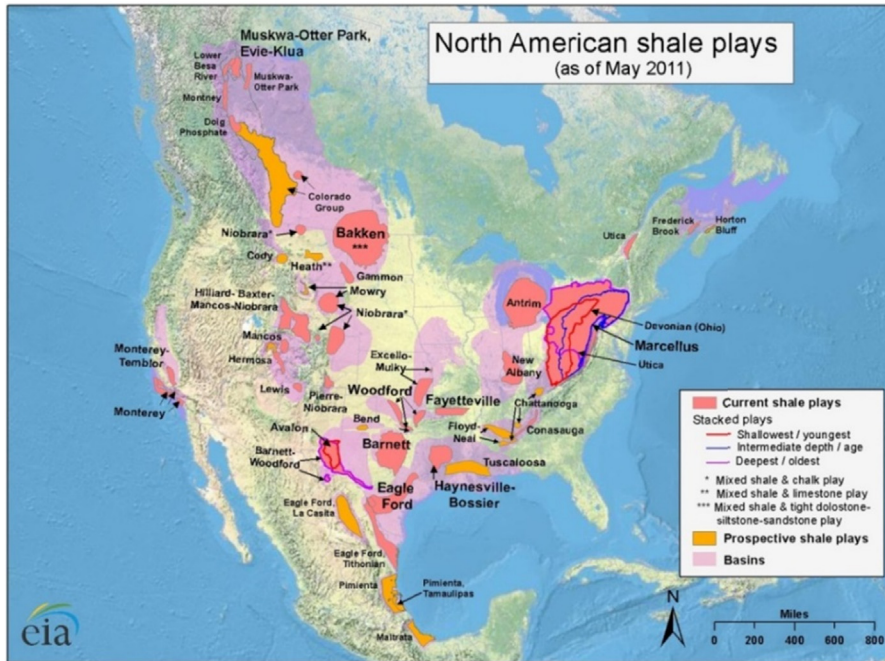 North American shale plays
(as of May 2011)
Muskwa-Otter Park,
Evie-Klua
Lower
Besa
River
Muskwa-
Otter Park
Montney
Doig
Phosphate
Colorado
Group
Niobrara*
Bakken
***
Cody
Heath**
Gammon
Mowry
Hilliard-Baxter-
Mancos-Niobrara
Niobrara*
Mancos
Hermosa
Monterey-
Temblor
Monterey
Lewis
Pierre-
Niobrara
Excello-
Mulky
Woodford
Fayetteville
Bend
Avalon
Barnett-
Woodford
Barnett
Eagle
Ford
Haynesville-
Bossier
Tuscaloosa
Floyd-
Neal
Conasauga
Chattanooga
New
Albany
Antrim
Devonian (Ohio)
Marcellus
Utica
Utica
Frederick
Brook
Horton
Bluff
Eagle Ford,
La Casita
Eagle Ford,
Tithonian
Pimienta
Pimienta,
Tamaulipas
Maltrata
Current shale plays
Stacked plays
Shallowest / youngest
Intermediate depth / age
Deepest / oldest
* Mixed shale & chalk play
** Mixed shale & limestone play
*** Mixed shale & tight dolostone-
siltstone-sandstone play
Prospective shale plays
Basins
N
Miles
0 200 400 600 800
eia